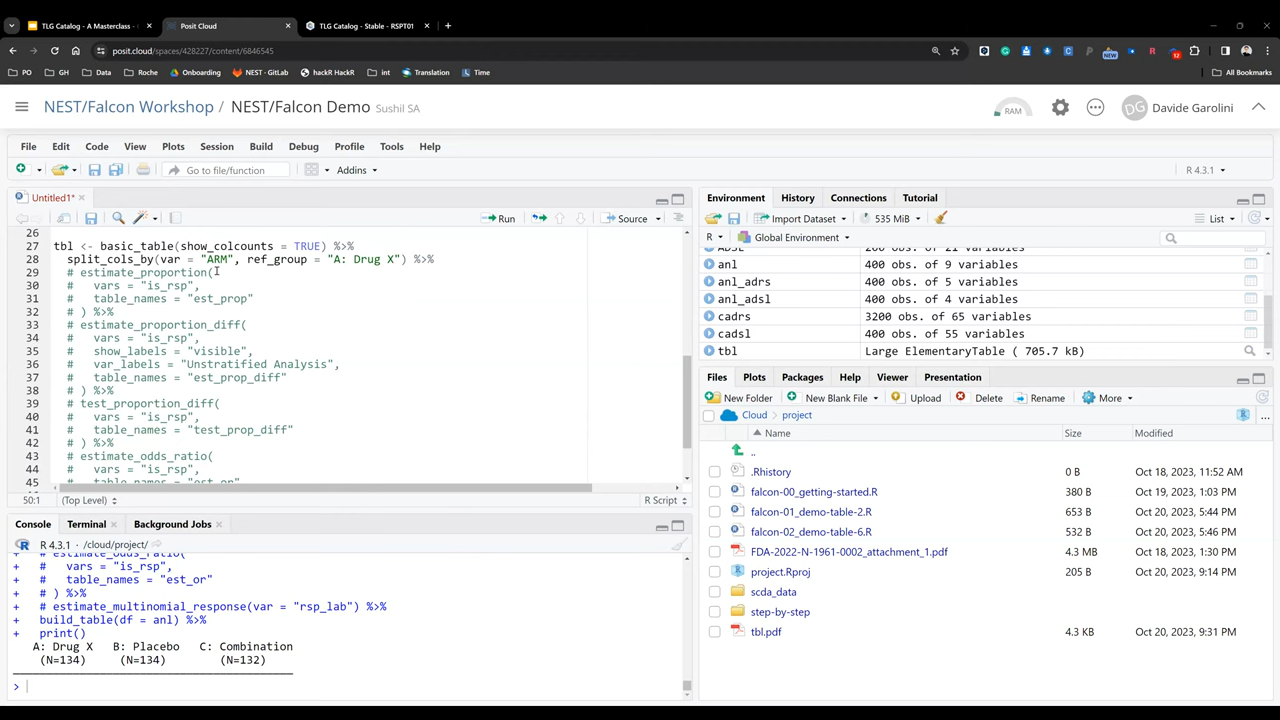 TLG Catalog - A Masterclass -
Posit Cloud
TLG Catalog - Stable - RSPT01
posit.cloud/spaces/428227/content/6846545
NEW
52
PO
GH
Data
Roche
Onboarding
NEST - GitLab
hackR HackR
int
Translation
Time
All Bookmarks
NEST/Falcon Workshop / NEST/Falcon Demo Sushil SA
RAM
DG Davide Garolini
File Edit Code View Plots Session Build Debug Profile Tools Help
Go to file/function
Addins
R 4.3.1
Untitled1*
Run
Source
26
27 tbl <- basic_table(show_colcounts = TRUE) %>%
28 split_cols_by(var = "ARM", ref_group = "A: Drug X") %>%
29 # estimate_proportion(
30 # vars = "is_rsp",
31 # table_names = "est_prop"
32 # ) %>%
33 # estimate_proportion_diff(
34 # vars = "is_rsp",
35 # show_labels = "visible",
36 # var_labels = "Unstratified Analysis",
37 # table_names = "est_prop_diff"
38 # ) %>%
39 # test_proportion_diff(
40 # vars = "is_rsp",
41 # table_names = "test_prop_diff"
42 # ) %>%
43 # estimate_odds_ratio(
44 # vars = "is_rsp",
45 # table_names = "est_or"
50:1 (Top Level) R Script
Console Terminal Background Jobs
R 4.3.1 · /cloud/project/
+ # estimate_odds_ratio(
+ # vars = "is_rsp",
+ # table_names = "est_or"
+ # ) %>%
+ # estimate_multinomial_response(var = "rsp_lab") %>%
+ build_table(df = anl) %>%
+ print()
A: Drug X B: Placebo C: Combination
(N=134) (N=134) (N=132)
>
Environment History Connections Tutorial
Import Dataset
535 MiB
List
R Global Environment
anl 400 obs. of 9 variables
anl_adrs 400 obs. of 5 variables
anl_adsl 400 obs. of 4 variables
cadrs 3200 obs. of 65 variables
cadsl 400 obs. of 55 variables
tbl Large ElementaryTable ( 705.7 kB)
Files Plots Packages Help Viewer Presentation
New Folder New Blank File Upload Delete Rename More
Cloud project
Name Size Modified
..
.Rhistory 0 B Oct 18, 2023, 11:52 AM
falcon-00_getting-started.R 380 B Oct 19, 2023, 1:03 PM
falcon-01_demo-table-2.R 653 B Oct 20, 2023, 5:44 PM
falcon-02_demo-table-6.R 532 B Oct 20, 2023, 5:46 PM
FDA-2022-N-1961-0002_attachment_1.pdf 4.3 MB Oct 18, 2023, 1:30 PM
project.Rproj 205 B Oct 20, 2023, 9:14 PM
scda_data
step-by-step
tbl.pdf 4.3 KB Oct 20, 2023, 9:31 PM